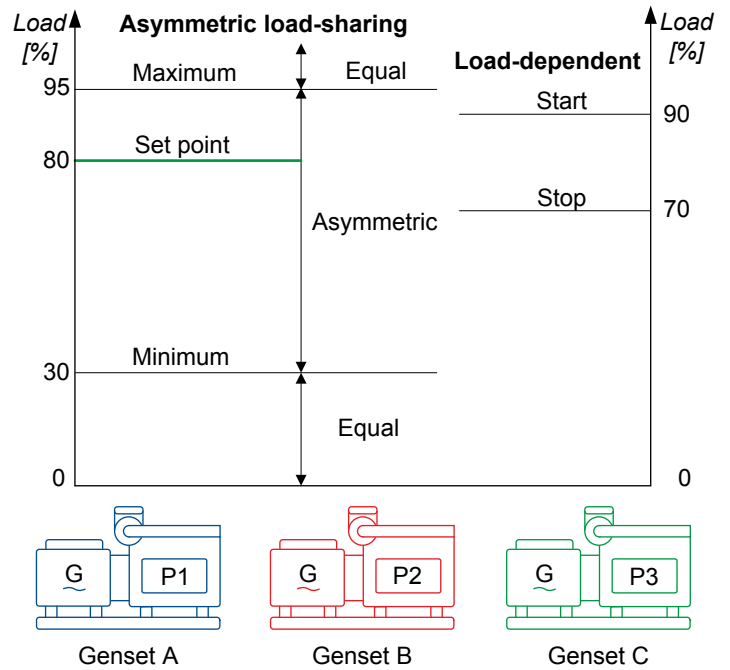 Load
[%]
Asymmetric load-sharing
Load
[%]
Maximum
Equal
Load-dependent
95
Start
90
Set point
80
Stop
70
Asymmetric
Minimum
30
Equal
0
0
G
P1
G
P2
G
P3
Genset A
Genset B
Genset C